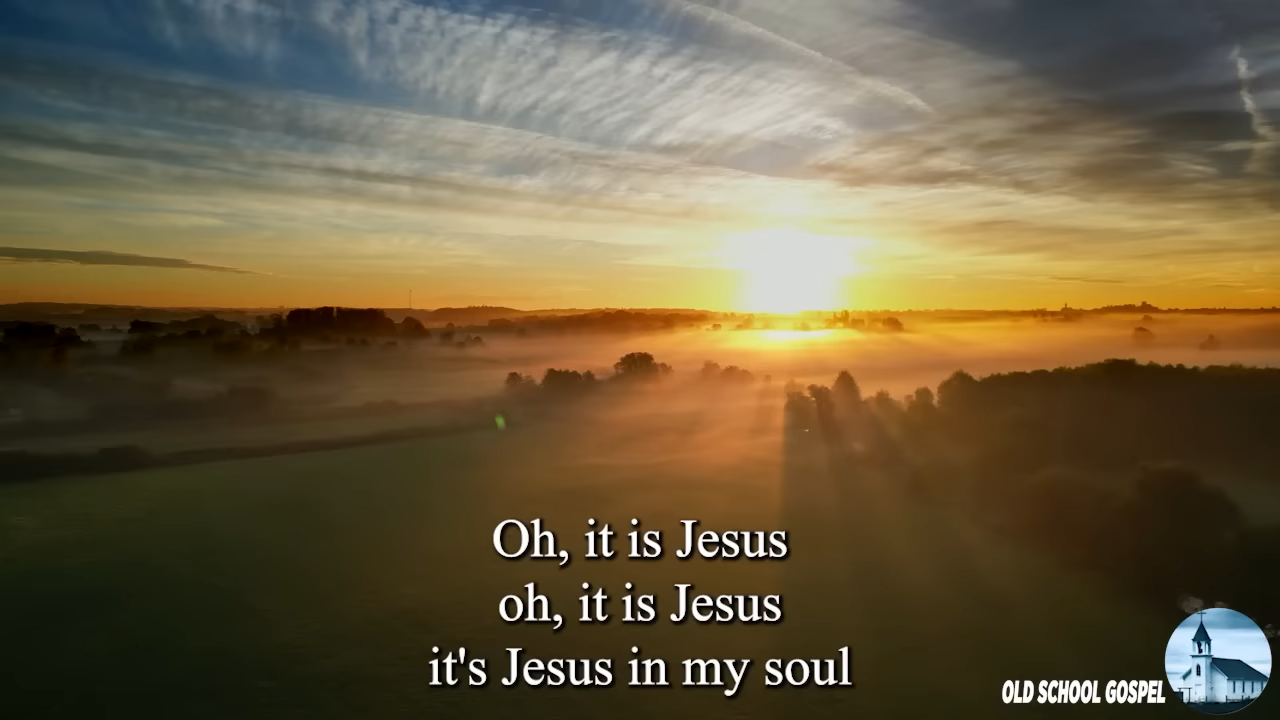 Oh, it is Jesus
oh, it is Jesus
it's Jesus in my soul
OLD SCHOOL GOSPEL